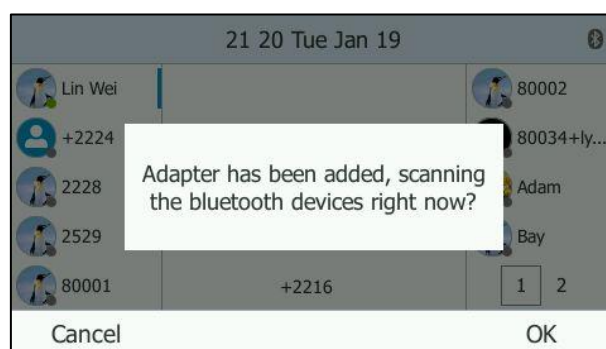 21 20 Tue Jan 19
Lin Wei
80002
+2224
80034+ly...
Adapter has been added, scanning
the bluetooth devices right now?
2228
Adam
2529
Bay
80001
+2216
1 2
Cancel
OK